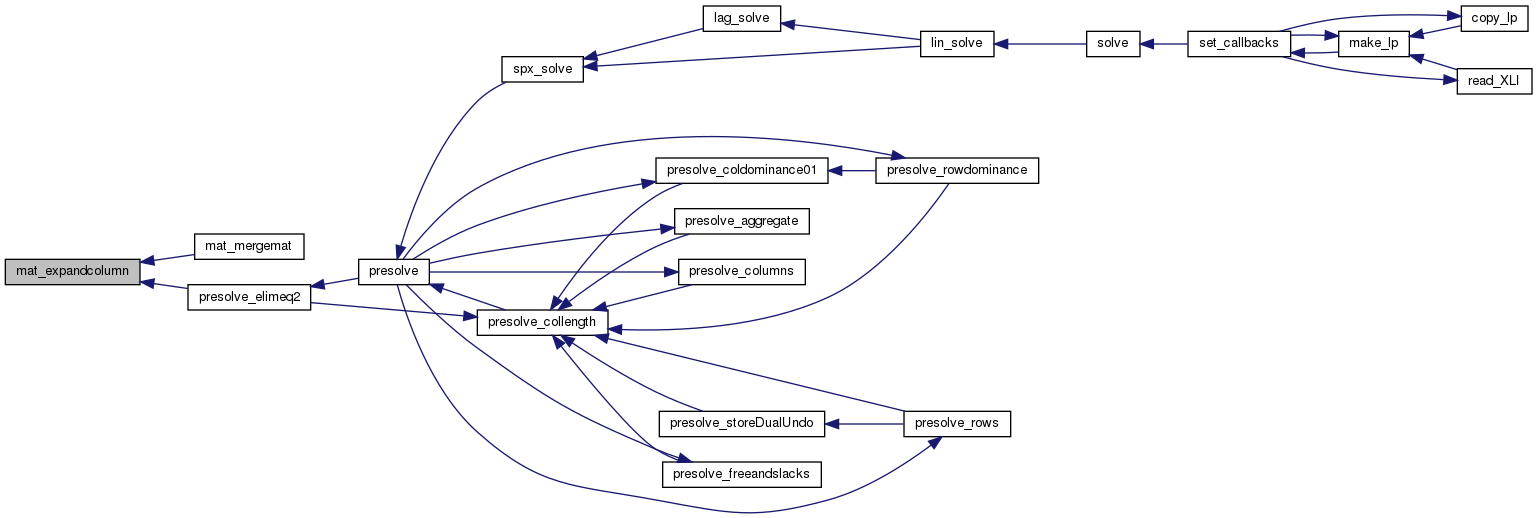 lag_solve
copy_lp
lin_solve
solve
set_callbacks
make_lp
spx_solve
read_XLI
presolve_coldominance01
presolve_rowdominance
presolve_aggregate
mat_mergemat
mat_expandcolumn
presolve
presolve_columns
presolve_elimeq2
presolve_collength
presolve_storeDualUndo
presolve_rows
presolve_freeandslacks